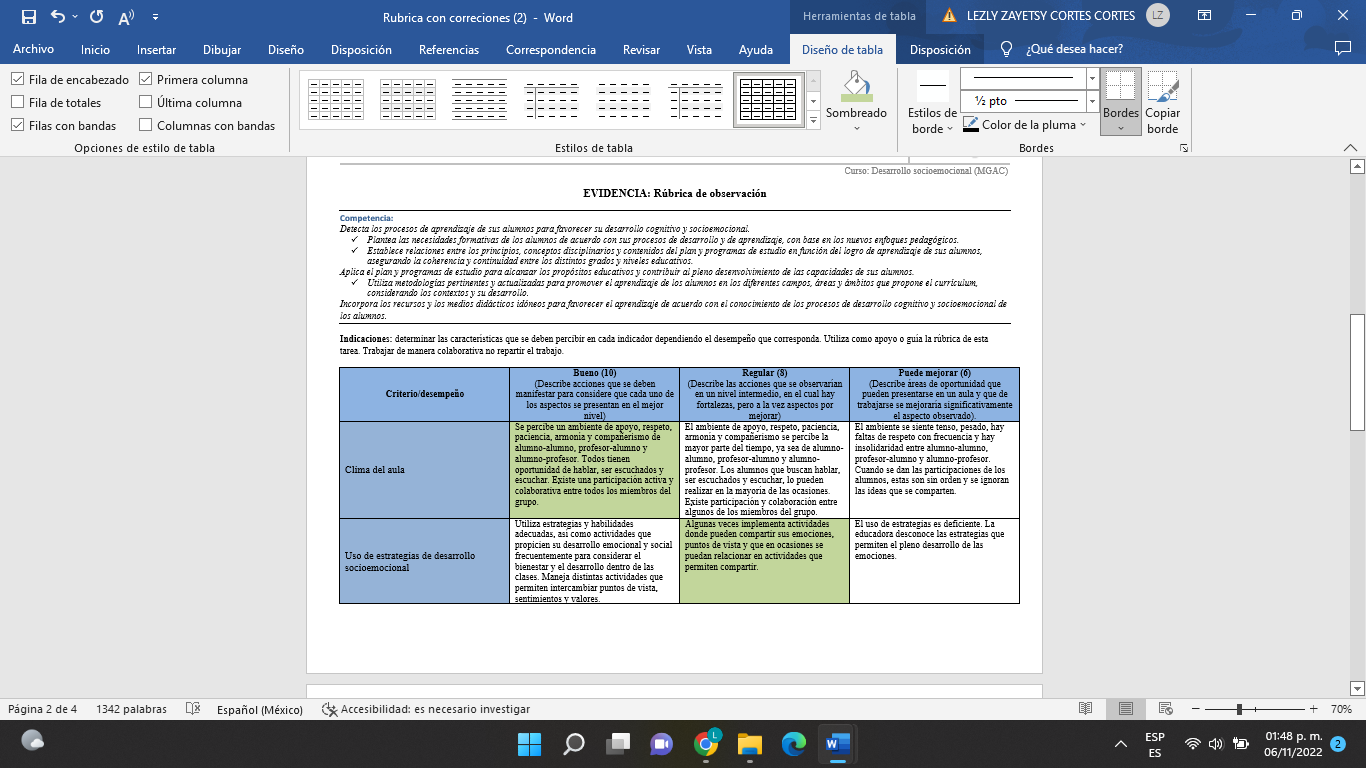 Rubrica con correciones (2) - Word
Herramientas de tabla
LEZLY ZAYETSY CORTES CORTES
LZ
Archivo
Inicio
Insertar
Dibujar
Diseño
Disposición
Referencias
Correspondencia
Revisar
Vista
Ayuda
Diseño de tabla
Disposición
¿Qué desea hacer?
Fila de encabezado
Primera columna
Fila de totales
Última columna
Filas con bandas
Columnas con bandas
Opciones de estilo de tabla
Estilos de tabla
Sombreado
Estilos de
borde
½ pto
Color de la pluma
Bordes
Copiar
borde
Bordes
Curso: Desarrollo socioemocional (MGAC)
EVIDENCIA: Rúbrica de observación
Competencia:
Detecta los procesos de aprendizaje de sus alumnos para favorecer su desarrollo cognitivo y socioemocional.
✓ Plantea las necesidades formativas de los alumnos de acuerdo con sus procesos de desarrollo y de aprendizaje, con base en los nuevos enfoques pedagógicos.
✓ Establece relaciones entre los principios, conceptos disciplinarios y contenidos del plan y programas de estudio en función del logro de aprendizaje de sus alumnos,
asegurando la coherencia y continuidad entre los distintos grados y niveles educativos.
Aplica el plan y programas de estudio para alcanzar los propósitos educativos y contribuir al pleno desenvolvimiento de las capacidades de sus alumnos.
✓ Utiliza metodologías pertinentes y actualizadas para promover el aprendizaje de los alumnos en los diferentes campos, áreas y ámbitos que propone el currículum,
considerando los contextos y su desarrollo.
Incorpora los recursos y los medios didácticos idóneos para favorecer el aprendizaje de acuerdo con el conocimiento de los procesos de desarrollo cognitivo y socioemocional de
los alumnos.
Indicaciones: determinar las características que se deben percibir en cada indicador dependiendo el desempeño que corresponda. Utiliza como apoyo o guía la rúbrica de esta
tarea. Trabajar de manera colaborativa no repartir el trabajo.
Criterio/desempeño
Bueno (10)
(Describe acciones que se deben
manifestar para considere que cada uno de
los aspectos se presentan en el mejor
nivel)
Regular (8)
(Describe las acciones que se observarían
en un nivel intermedio, en el cual hay
fortalezas, pero a la vez aspectos por
mejorar)
Puede mejorar (6)
(Describe áreas de oportunidad que
pueden presentarse en un aula y que de
trabajarse se mejoraría significativamente
el aspecto observado).
Clima del aula
Se percibe un ambiente de apoyo, respeto,
paciencia, armonía y compañerismo de
alumno-alumno, profesor-alumno y
alumno-profesor. Todos tienen
oportunidad de hablar, ser escuchados y
escuchar. Existe una participación activa y
colaborativa entre todos los miembros del
grupo.
El ambiente de apoyo, respeto, paciencia,
armonía y compañerismo se percibe la
mayor parte del tiempo, ya sea de alumno-
alumno, profesor-alumno y alumno-
profesor. Los alumnos que buscan hablar,
ser escuchados y escuchar, lo pueden
realizar en la mayoría de las ocasiones.
Existe participación y colaboración entre
algunos de los miembros del grupo.
El ambiente se siente tenso, pesado, hay
faltas de respeto con frecuencia y hay
insolidaridad entre alumno-alumno,
profesor-alumno y alumno-profesor.
Cuando se dan las participaciones de los
alumnos, estas son sin orden y se ignoran
las ideas que se comparten.
Uso de estrategias de desarrollo
socioemocional
Utiliza estrategias y habilidades
adecuadas, así como actividades que
propicien su desarrollo emocional y social
frecuentemente para considerar el
bienestar y el desarrollo dentro de las
clases. Maneja distintas actividades que
permiten intercambiar puntos de vista,
sentimientos y valores.
Algunas veces implementa actividades
donde pueden compartir sus emociones,
puntos de vista y que en ocasiones se
puedan relacionar en actividades que
permiten compartir.
El uso de estrategias es deficiente. La
educadora desconoce las estrategias que
permiten el pleno desarrollo de las
emociones.
Página 2 de 4
1342 palabras
Español (México)
Accesibilidad: es necesario investigar
70%
L
ESP
ES
01:48 p. m.
06/11/2022
2